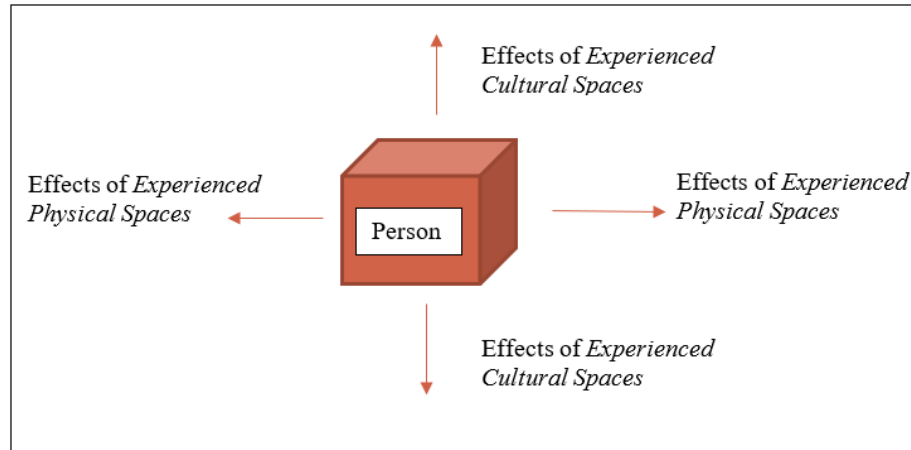 Effects of Experienced
Cultural Spaces
Effects of Experienced
Physical Spaces
Person
Effects of Experienced
Physical Spaces
Effects of Experienced
Cultural Spaces